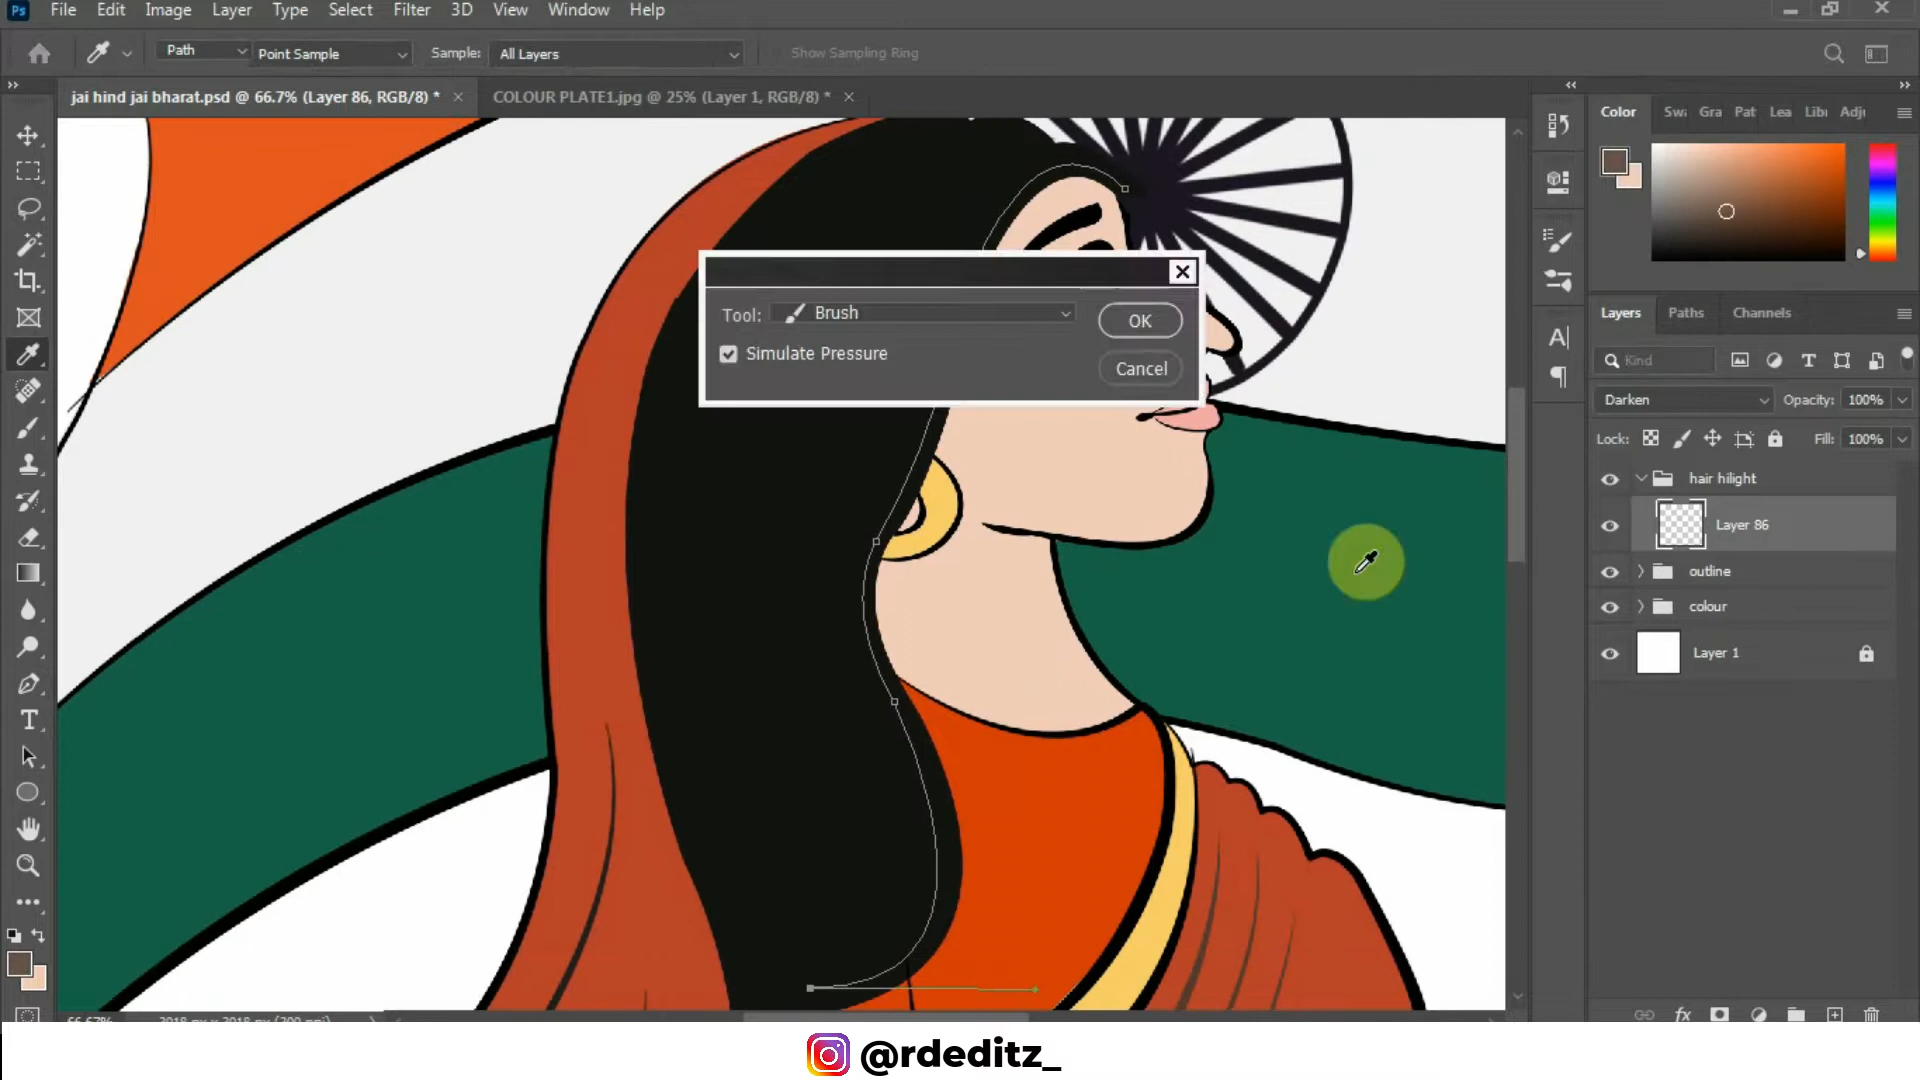 Ps File Edit Image Layer Type Select Filter 3D View Window Help
Path Point Sample Sample: All Layers Show Sampling Ring
jai hind jai bharat.psd @ 66.7% (Layer 86, RGB/8) * × COLOUR PLATE1.jpg @ 25% (Layer 1, RGB/8) * ×
Color Swa Gra Pat Lea Libi Adju
Tool: Brush OK
Simulate Pressure
Cancel
Layers Paths Channels
Kind
Darken Opacity: 100%
Lock: Fill: 100%
hair hilight
Layer 86
outline
colour
Layer 1
@rdeditz_